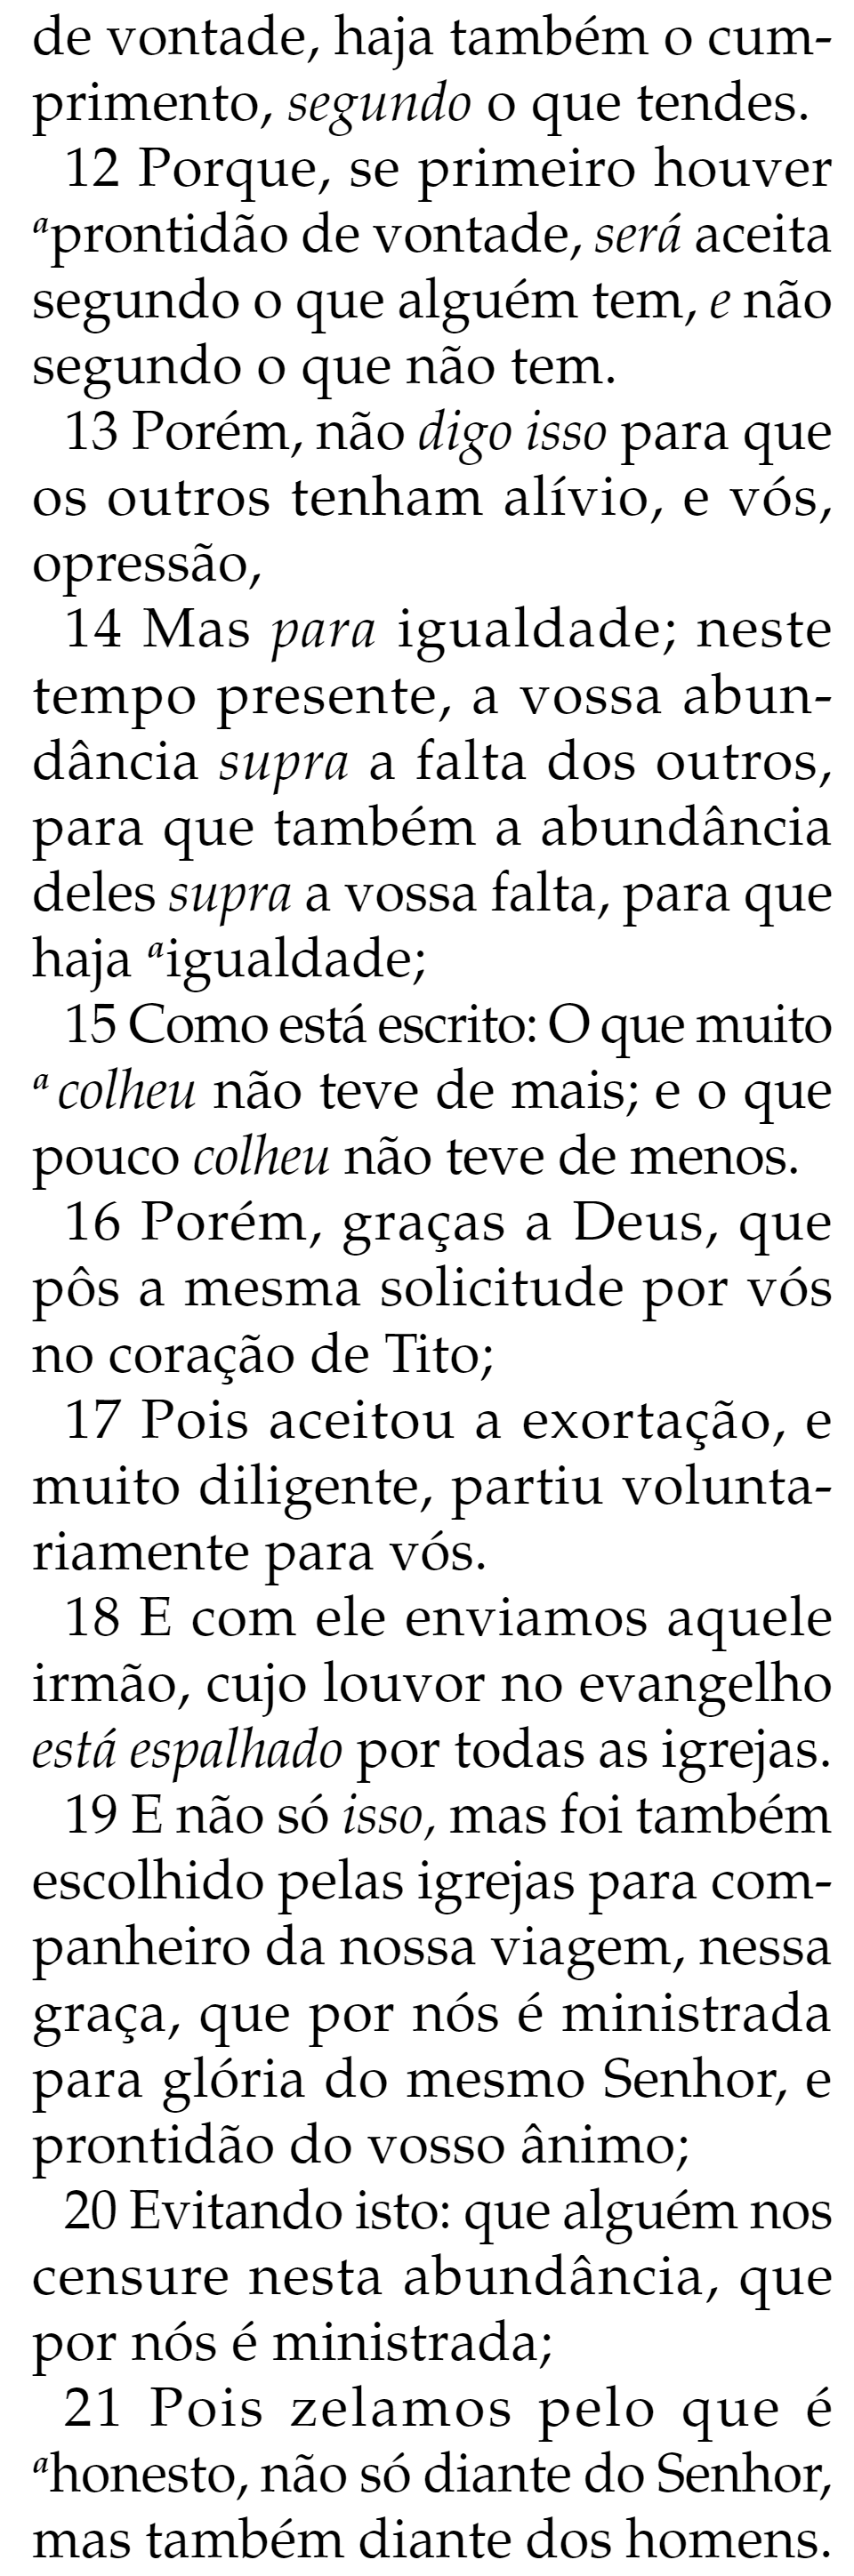 de vontade, haja também o cum-
primento, segundo o que tendes.
12 Porque, se primeiro houver
ᵃprontidão de vontade, será aceita
segundo o que alguém tem, e não
segundo o que não tem.
13 Porém, não digo isso para que
os outros tenham alívio, e vós,
opressão,
14 Mas para igualdade; neste
tempo presente, a vossa abun-
dância supra a falta dos outros,
para que também a abundância
deles supra a vossa falta, para que
haja ᵃigualdade;
15 Como está escrito: O que muito
ᵃ colheu não teve de mais; e o que
pouco colheu não teve de menos.
16 Porém, graças a Deus, que
pôs a mesma solicitude por vós
no coração de Tito;
17 Pois aceitou a exortação, e
muito diligente, partiu volunta-
riamente para vós.
18 E com ele enviamos aquele
irmão, cujo louvor no evangelho
está espalhado por todas as igrejas.
19 E não só isso, mas foi também
escolhido pelas igrejas para com-
panheiro da nossa viagem, nessa
graça, que por nós é ministrada
para glória do mesmo Senhor, e
prontidão do vosso ânimo;
20 Evitando isto: que alguém nos
censure nesta abundância, que
por nós é ministrada;
21 Pois zelamos pelo que é
ᵃhonesto, não só diante do Senhor,
mas também diante dos homens.